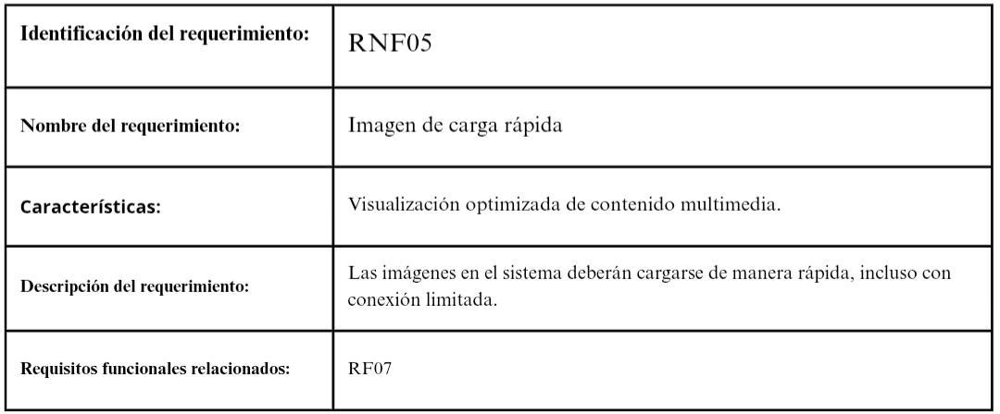 Identificación del requerimiento:
RNF05
Nombre del requerimiento:
Imagen de carga rápida
Características:
Visualización optimizada de contenido multimedia.
Descripción del requerimiento:
Las imágenes en el sistema deberán cargarse de manera rápida, incluso con
conexión limitada.
Requisitos funcionales relacionados:
RF07